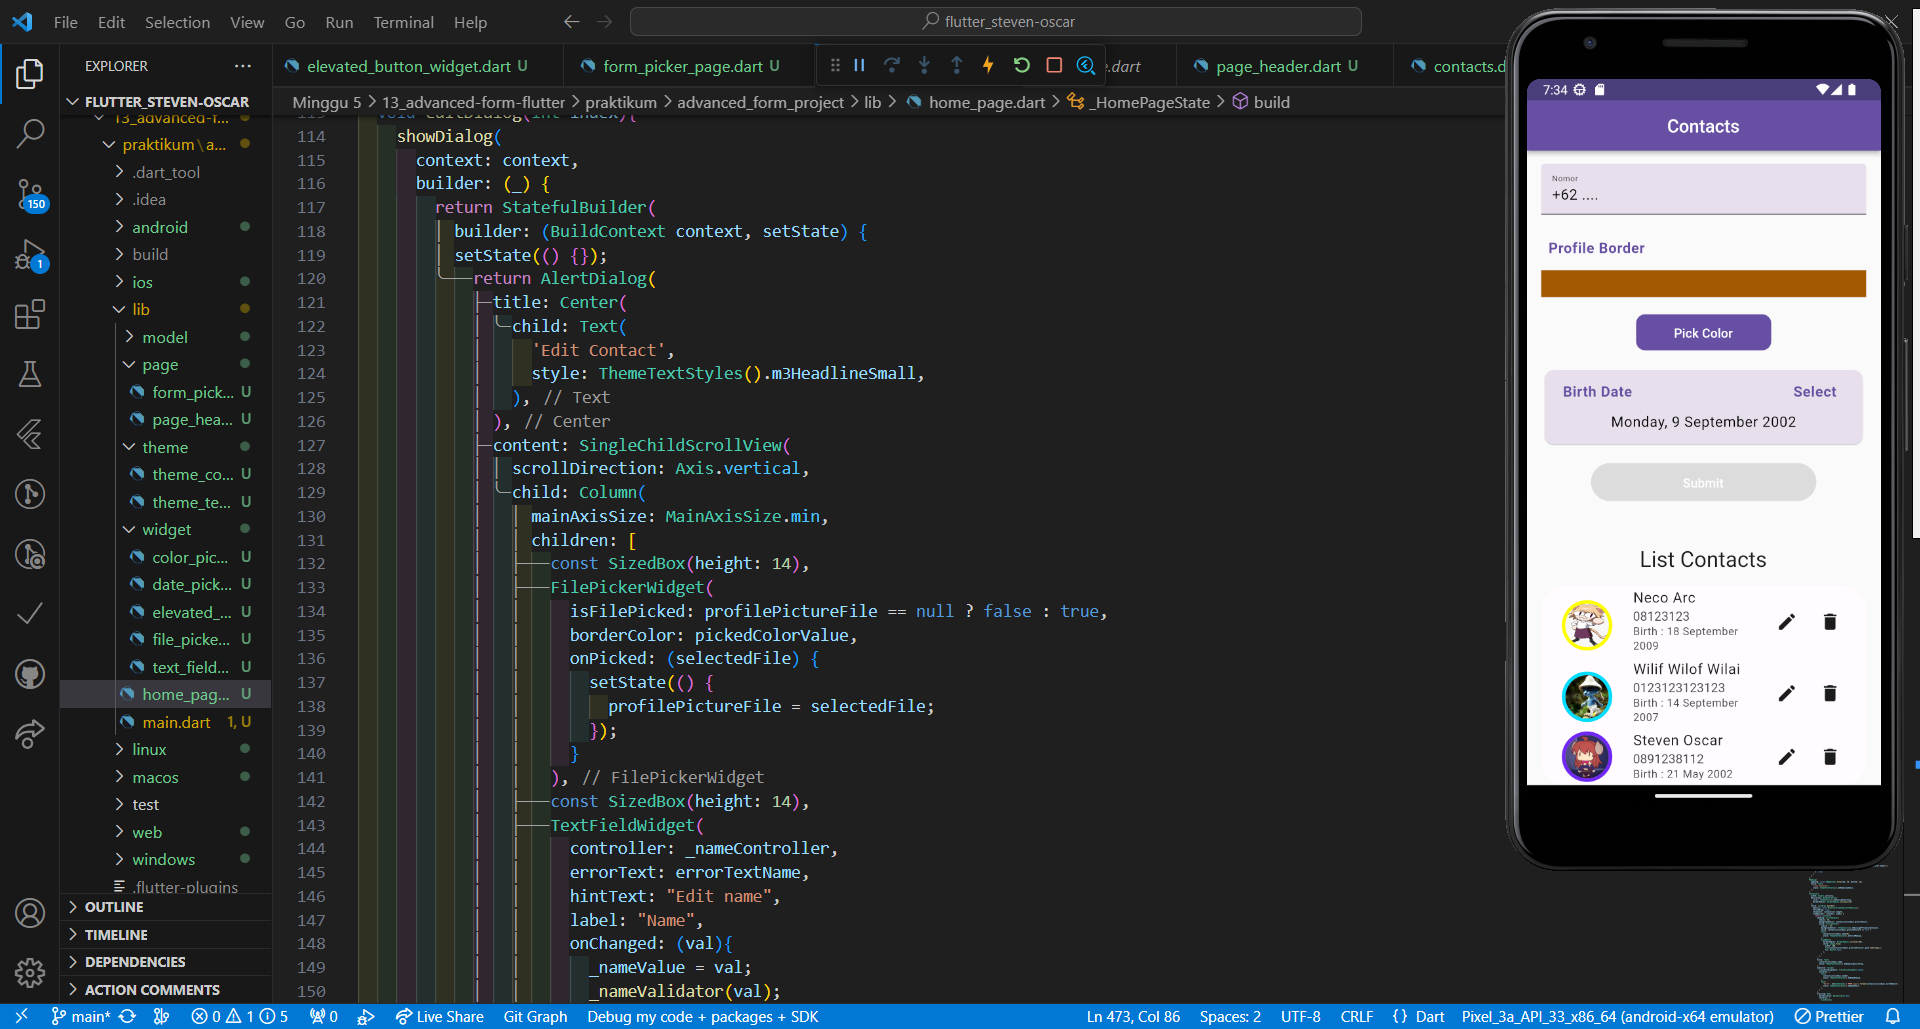 File Edit Selection View Go Run Terminal Help
flutter_steven-oscar
EXPLORER
elevated_button_widget.dart U
form_picker_page.dart U
e.dart
page_header.dart U
contacts.d
FLUTTER_STEVEN-OSCAR
Minggu 5 > 13_advanced-form-flutter > praktikum > advanced_form_project > lib > home_page.dart > _HomePageState > build
13_advanced-f...
praktikum\a...
.dart_tool
.idea
android
build
ios
lib
model
page
form_pick... U
page_hea... U
theme
theme_co... U
theme_te... U
widget
color_pic... U
date_pick... U
elevated_... U
file_picke... U
text_field... U
home_pag... U
main.dart 1, U
linux
macos
test
web
windows
.flutter-plugins
OUTLINE
TIMELINE
DEPENDENCIES
ACTION COMMENTS
150
1
113 void editDialog(int index){
114 showDialog(
115 context: context,
116 builder: (_) {
117 return StatefulBuilder(
118 builder: (BuildContext context, setState) {
119 setState(() {});
120 return AlertDialog(
121 title: Center(
122 child: Text(
123 'Edit Contact',
124 style: ThemeTextStyles().m3HeadlineSmall,
125 ), // Text
126 ), // Center
127 content: SingleChildScrollView(
128 scrollDirection: Axis.vertical,
129 child: Column(
130 mainAxisSize: MainAxisSize.min,
131 children: [
132 const SizedBox(height: 14),
133 FilePickerWidget(
134 isFilePicked: profilePictureFile == null ? false : true,
135 borderColor: pickedColorValue,
136 onPicked: (selectedFile) {
137 setState(() {
138 profilePictureFile = selectedFile;
139 });
140 }
141 ), // FilePickerWidget
142 const SizedBox(height: 14),
143 TextFieldWidget(
144 controller: _nameController,
145 errorText: errorTextName,
146 hintText: "Edit name",
147 label: "Name",
148 onChanged: (val){
149 _nameValue = val;
150 _nameValidator(val);
7:34
Contacts
Nomor
+62 ....
Profile Border
Pick Color
Birth Date Select
Monday, 9 September 2002
Submit
List Contacts
Neco Arc
08123123
Birth : 18 September
2009
Wilif Wilof Wilai
0123123123123
Birth : 14 September
2007
Steven Oscar
0891238112
Birth : 21 May 2002
main* 0 1 5 0 Live Share Git Graph Debug my code + packages + SDK Ln 473, Col 86 Spaces: 2 UTF-8 CRLF {} Dart Pixel_3a_API_33_x86_64 (android-x64 emulator) Prettier